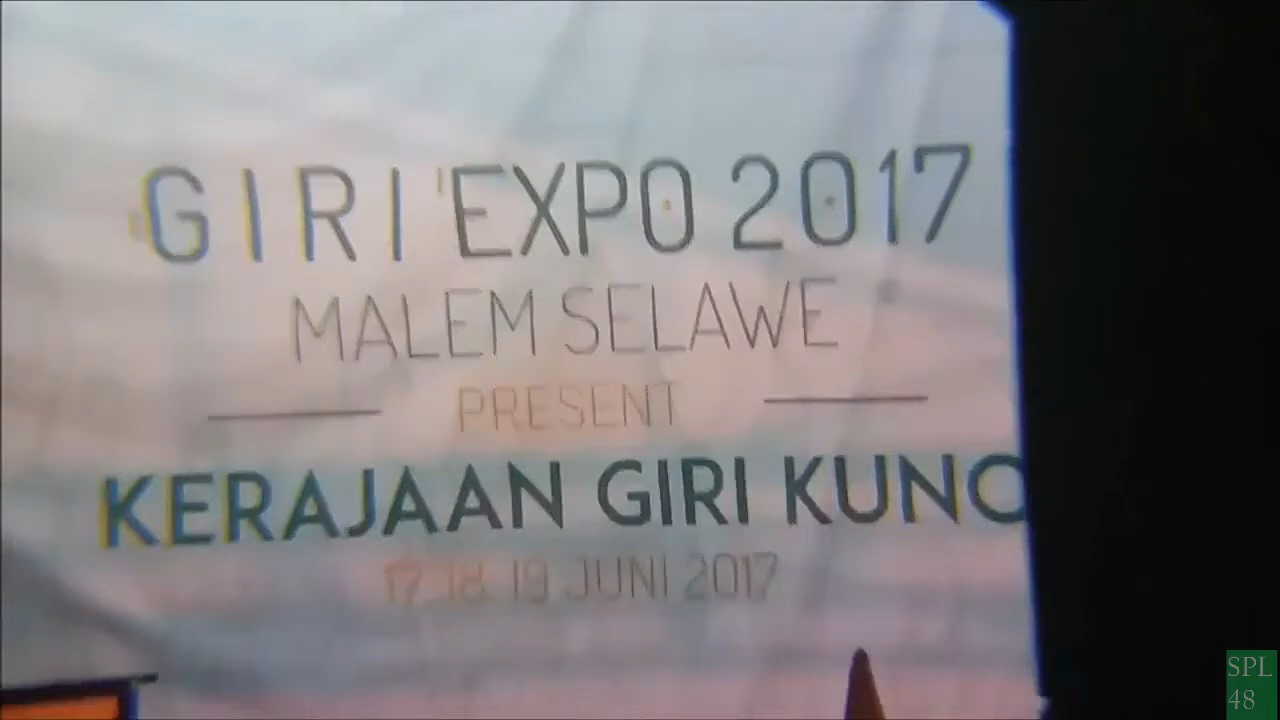 GIRI EXPO 2017
MALEM SELAWE
PRESENT
KERAJAAN GIRI KUNO
17 18 19 JUNI 2017
SPL
48